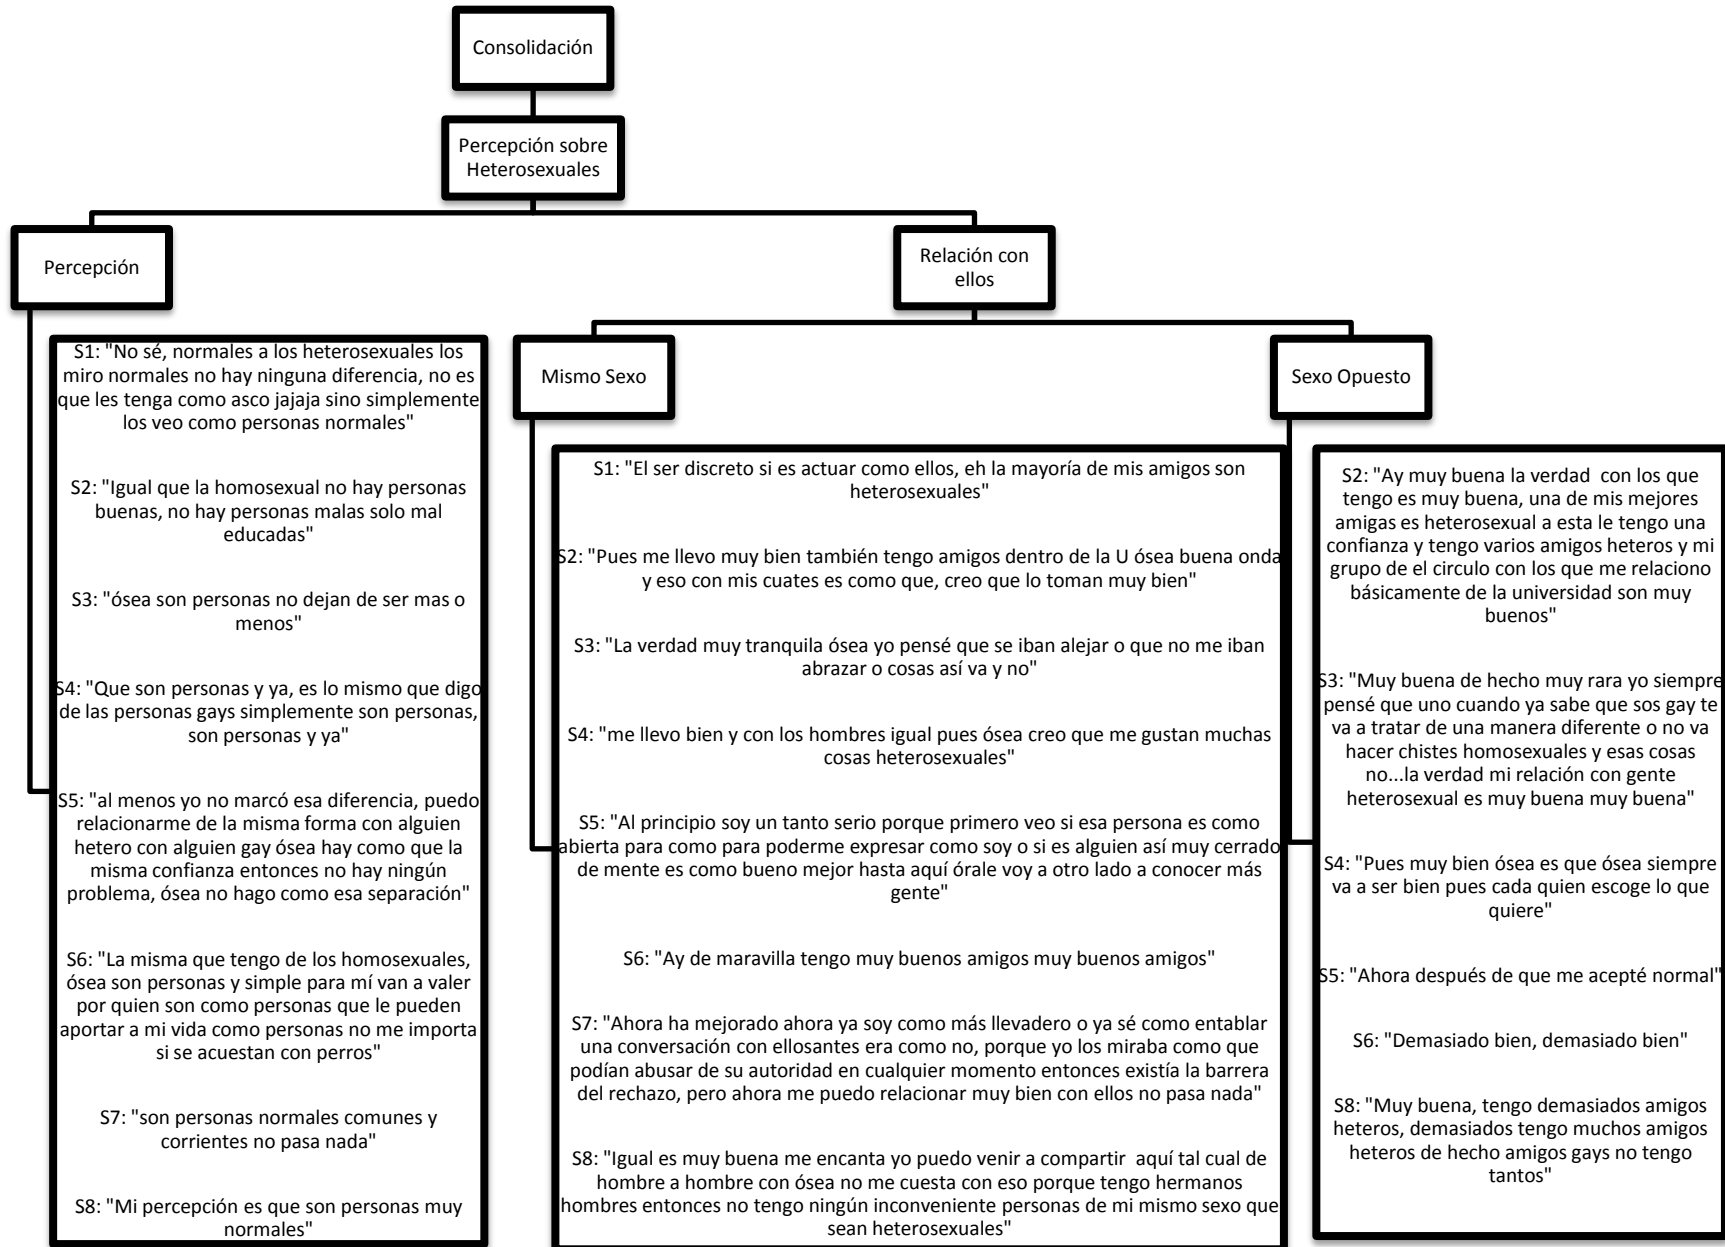 Consolidación
Percepción sobre
Heterosexuales
Percepción
Relación con
ellos
S1: "No sé, normales a los heterosexuales los
miro normales no hay ninguna diferencia, no es
que les tenga como asco jajaja sino simplemente
los veo como personas normales"
S2: "Igual que la homosexual no hay personas
buenas, no hay personas malas solo mal
educadas"
S3: "ósea son personas no dejan de ser mas o
menos"
S4: "Que son personas y ya, es lo mismo que digo
de las personas gays simplemente son personas,
son personas y ya"
S5: "al menos yo no marcó esa diferencia, puedo
relacionarme de la misma forma con alguien
hetero con alguien gay ósea hay como que la
misma confianza entonces no hay ningún
problema, ósea no hago como esa separación"
S6: "La misma que tengo de los homosexuales,
ósea son personas y simple para mí van a valer
por quien son como personas que le pueden
aportar a mi vida como personas no me importa
si se acuestan con perros"
S7: "son personas normales comunes y
corrientes no pasa nada"
S8: "Mi percepción es que son personas muy
normales"
Mismo Sexo
S1: "El ser discreto si es actuar como ellos, eh la mayoría de mis amigos son
heterosexuales"
S2: "Pues me llevo muy bien también tengo amigos dentro de la U ósea buena onda
y eso con mis cuates es como que, creo que lo toman muy bien"
S3: "La verdad muy tranquila ósea yo pensé que se iban alejar o que no me iban
abrazar o cosas así va y no"
S4: "me llevo bien y con los hombres igual pues ósea creo que me gustan muchas
cosas heterosexuales"
S5: "Al principio soy un tanto serio porque primero veo si esa persona es como
abierta para como para poderme expresar como soy o si es alguien así muy cerrado
de mente es como bueno mejor hasta aquí órale voy a otro lado a conocer más
gente"
S6: "Ay de maravilla tengo muy buenos amigos muy buenos amigos"
S7: "Ahora ha mejorado ahora ya soy como más llevadero o ya sé como entablar
una conversación con ellosantes era como no, porque yo los miraba como que
podían abusar de su autoridad en cualquier momento entonces existía la barrera
del rechazo, pero ahora me puedo relacionar muy bien con ellos no pasa nada"
S8: "Igual es muy buena me encanta yo puedo venir a compartir  aquí tal cual de
hombre a hombre con ósea no me cuesta con eso porque tengo hermanos
hombres entonces no tengo ningún inconveniente personas de mi mismo sexo que
sean heterosexuales"
Sexo Opuesto
S2: "Ay muy buena la verdad  con los que
tengo es muy buena, una de mis mejores
amigas es heterosexual a esta le tengo una
confianza y tengo varios amigos heteros y mi
grupo de el circulo con los que me relaciono
básicamente de la universidad son muy
buenos"
S3: "Muy buena de hecho muy rara yo siempre
pensé que uno cuando ya sabe que sos gay te
va a tratar de una manera diferente o no va
hacer chistes homosexuales y esas cosas
no...la verdad mi relación con gente
heterosexual es muy buena muy buena"
S4: "Pues muy bien ósea es que ósea siempre
va a ser bien pues cada quien escoge lo que
quiere"
S5: "Ahora después de que me acepté normal"
S6: "Demasiado bien, demasiado bien"
S8: "Muy buena, tengo demasiados amigos
heteros, demasiados tengo muchos amigos
heteros de hecho amigos gays no tengo
tantos"